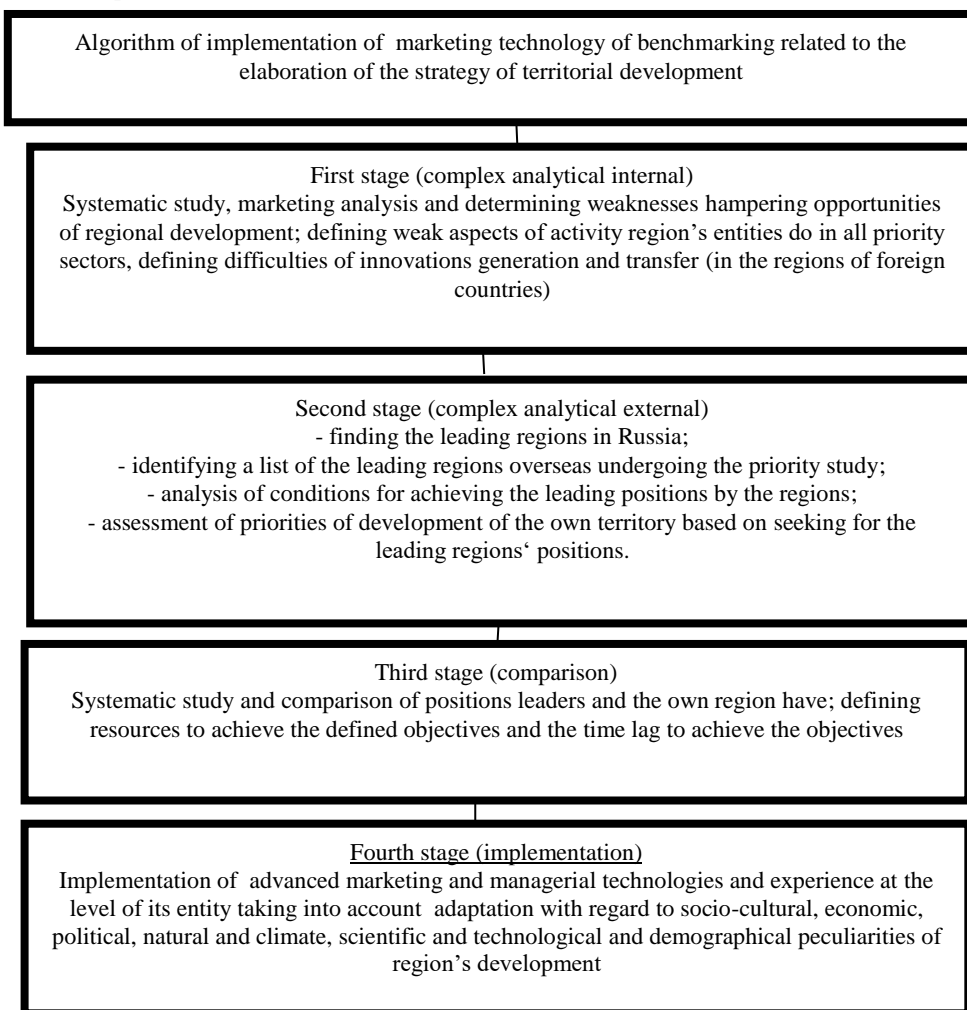 Algorithm of implementation of marketing technology of benchmarking related to the
elaboration of the strategy of territorial development
First stage (complex analytical internal)
Systematic study, marketing analysis and determining weaknesses hampering opportunities
of regional development; defining weak aspects of activity region’s entities do in all priority
sectors, defining difficulties of innovations generation and transfer (in the regions of foreign
countries)
Second stage (complex analytical external)
- finding the leading regions in Russia;
- identifying a list of the leading regions overseas undergoing the priority study;
- analysis of conditions for achieving the leading positions by the regions;
- assessment of priorities of development of the own territory based on seeking for the
leading regions‘ positions.
Third stage (comparison)
Systematic study and comparison of positions leaders and the own region have; defining
resources to achieve the defined objectives and the time lag to achieve the objectives
Fourth stage (implementation)
Implementation of advanced marketing and managerial technologies and experience at the
level of its entity taking into account adaptation with regard to socio-cultural, economic,
political, natural and climate, scientific and technological and demographical peculiarities of
region’s development